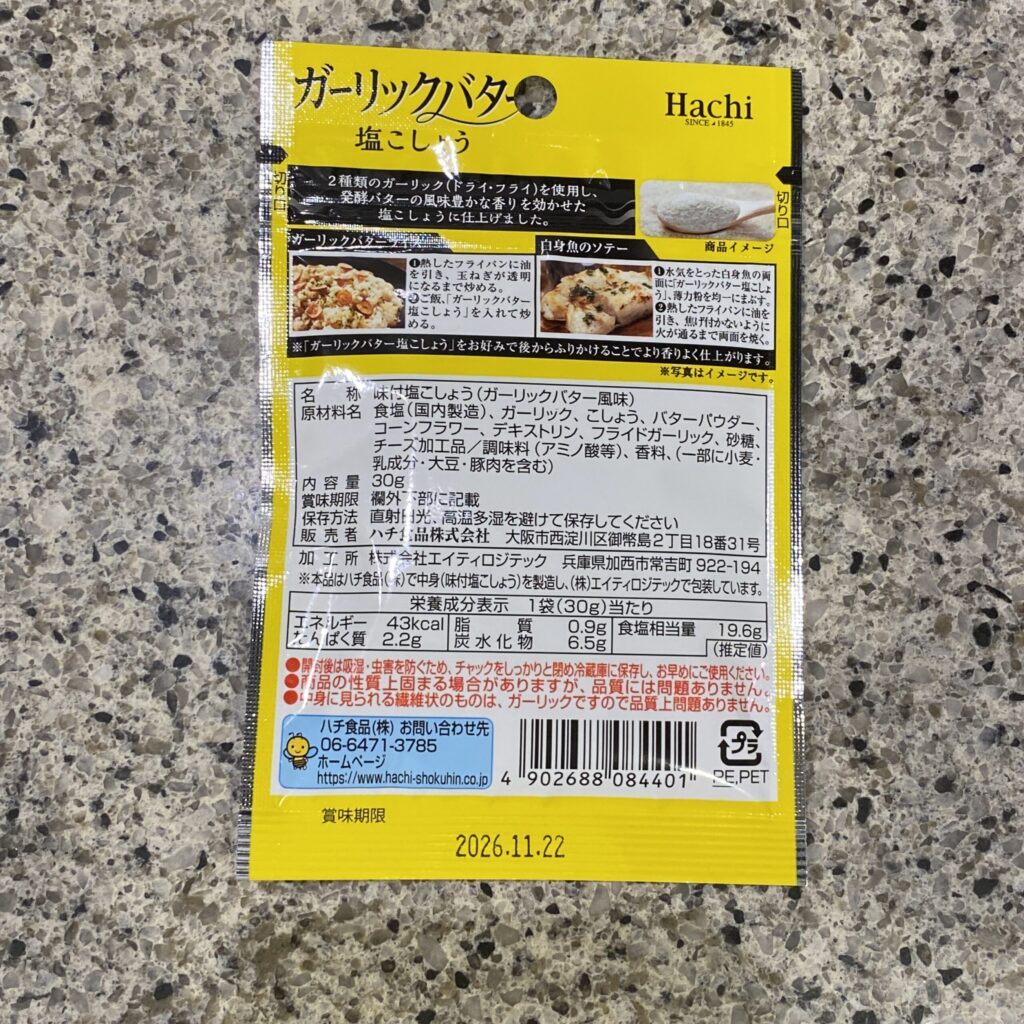 ガーリックバター
塩こしょう
Hachi
SINCE 1845
切り口
切り口
2種類のガーリック(ドライ・フライ)を使用し、
発酵バターの風味豊かな香りを効かせた
塩こしょうに仕上げました。
商品イメージ
ガーリックバターライス
❶熱したフライパンに油
を引き、玉ねぎが透明
になるまで炒める。
❷ご飯、「ガーリックバター
塩こしょう」を入れて炒
める。
白身魚のソテー
❶水気をとった白身魚の両
面に「ガーリックバター塩こしょ
う」、薄力粉を均一にまぶす。
❷熱したフライパンに油を
引き、焦げ付かないように
火が通るまで両面を焼く。
※「ガーリックバター塩こしょう」をお好みで後からふりかけることでより香りよく仕上がります。
※写真はイメージです。
名称 味付塩こしょう(ガーリックバター風味)
原材料名 食塩(国内製造)、ガーリック、こしょう、バターパウダー、
コーンフラワー、デキストリン、フライドガーリック、砂糖、
チーズ加工品/調味料(アミノ酸等)、香料、(一部に小麦・
乳成分・大豆・豚肉を含む)
内容量 30g
賞味期限 欄外下部に記載
保存方法 直射日光、高温多湿を避けて保存してください
販売者 ハチ食品株式会社 大阪市西淀川区御幣島2丁目18番31号
加工所 株式会社エイティロジテック 兵庫県加西市常吉町922-194
※本品はハチ食品(株)で中身(味付塩こしょう)を製造し、(株)エイティロジテックで包装しています。
栄養成分表示 1袋(30g)当たり
エネルギー 43kcal 脂質 0.9g 食塩相当量 19.6g
たんぱく質 2.2g 炭水化物 6.5g (推定値)
●開封後は吸湿・虫害を防ぐため、チャックをしっかりと閉め冷蔵庫に保存し、お早めにご使用ください。
●商品の性質上固まる場合がありますが、品質には問題ありません。
●中身に見られる繊維状のものは、ガーリックですので品質上問題ありません。
ハチ食品(株) お問い合わせ先
06-6471-3785
ホームページ
https://www.hachi-shokuhin.co.jp
4 902688 084401
プラ
PE,PET
賞味期限
2026.11.22